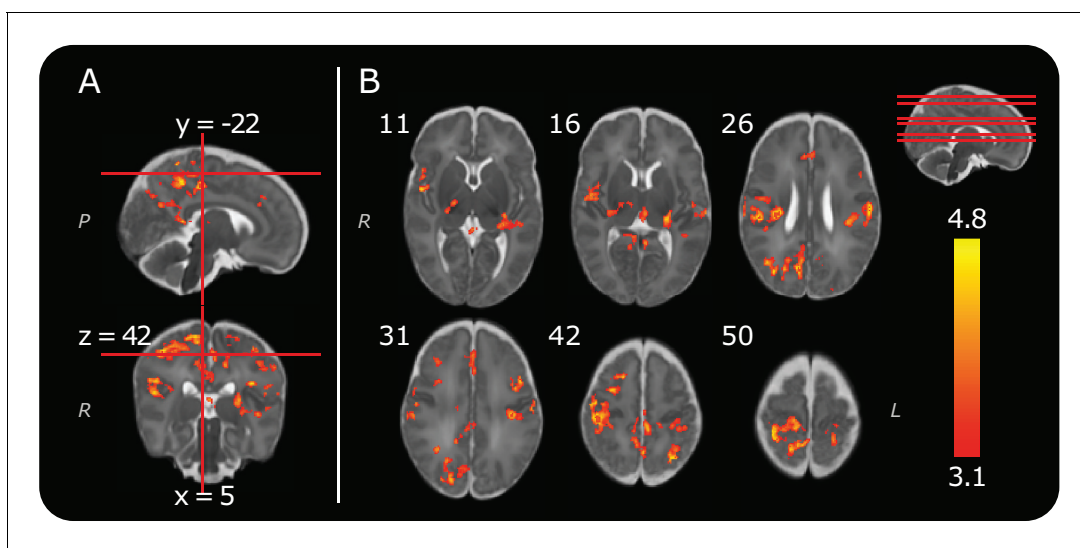 A
y = -22
P
z = 42
R
x = 5
B
11
16
26
R
31
42
50
L
4.8
3.1